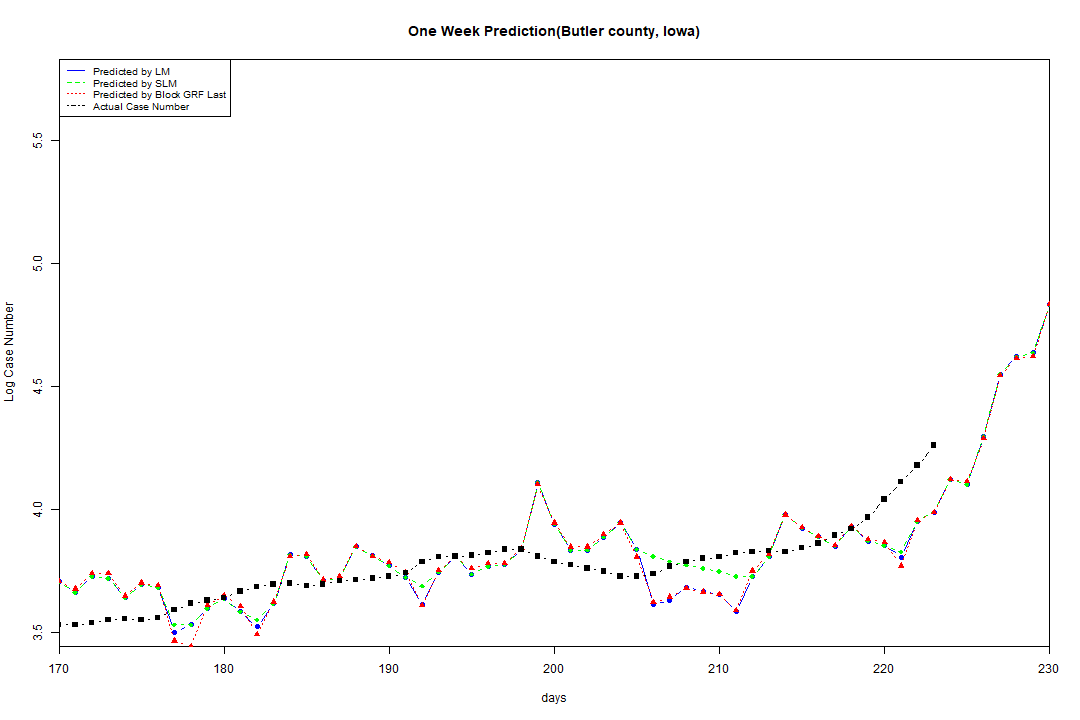 One Week Prediction(Butler county, Iowa)
Predicted by LM
Predicted by SLM
Predicted by Block GRF Last
Actual Case Number
5.5
5.0
4.5
4.0
3.5
Log Case Number
170 180 190 200 210 220 230
days